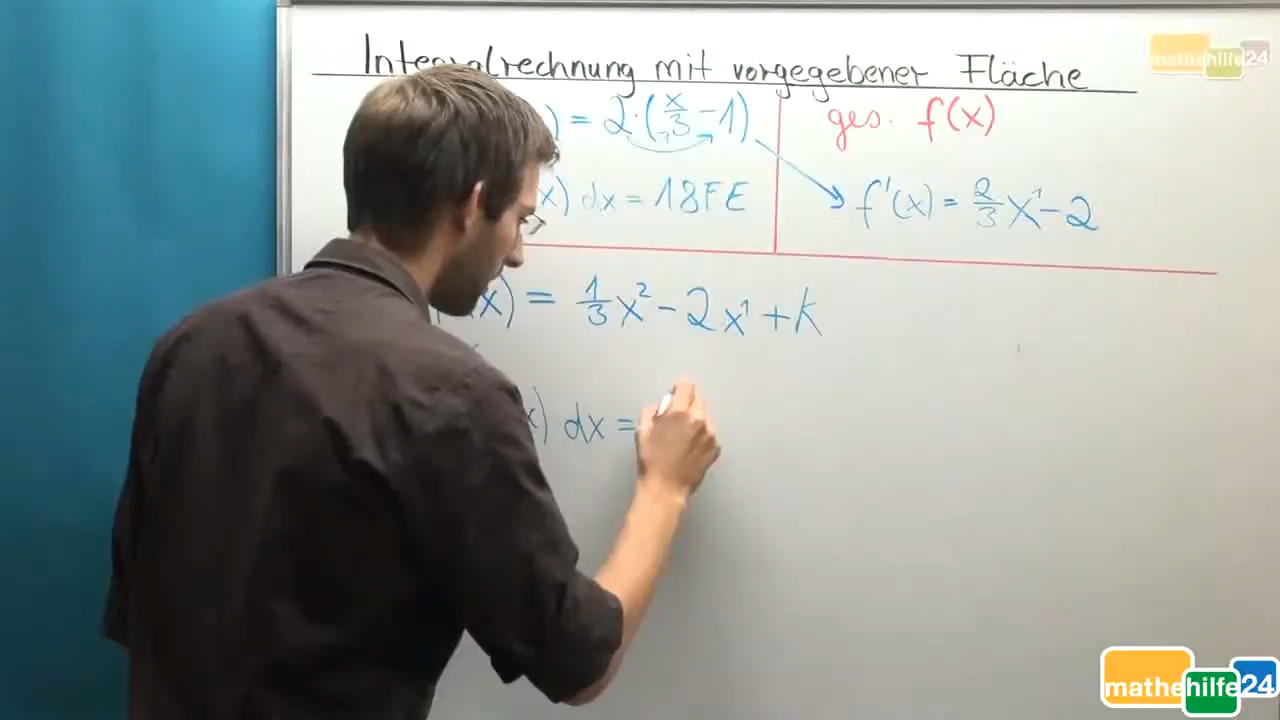 Integralrechnung mit vorgegebener Fläche
) = 2·(x/3 - 1)
ges: f(x)
x) dx = 18FE
f'(x) = 2/3 x¹ - 2
x) = 1/3 x² - 2x¹ + k
x) dx =
mathehilfe24
mathehilfe24